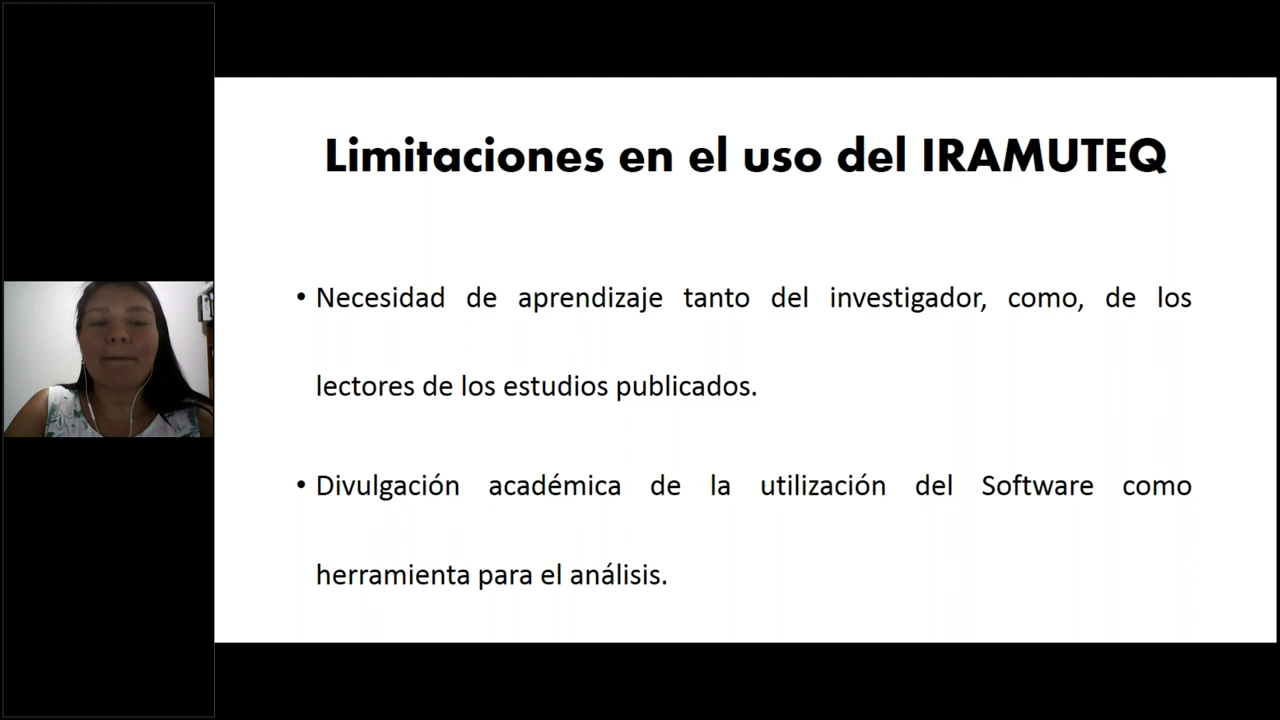 Limitaciones en el uso del IRAMUTEQ
• Necesidad de aprendizaje tanto del investigador, como, de los
lectores de los estudios publicados.
• Divulgación académica de la utilización del Software como
herramienta para el análisis.